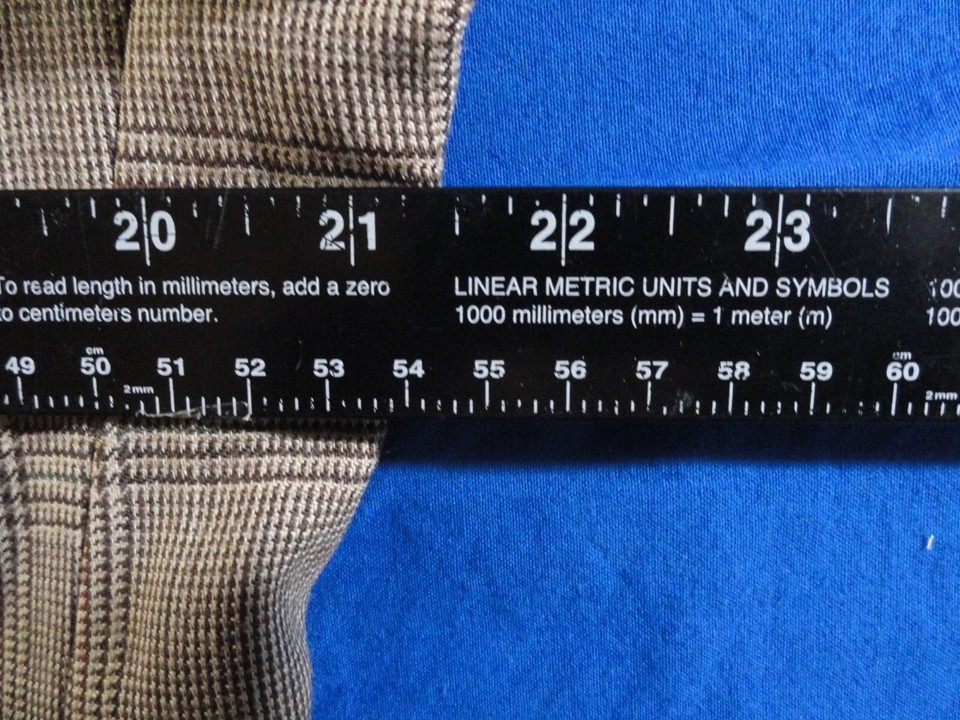 20 21 22 23
To read length in millimeters, add a zero
to centimeters number.
LINEAR METRIC UNITS AND SYMBOLS
1000 millimeters (mm) = 1 meter (m)
100
100
cm cm
49 50 51 52 53 54 55 56 57 58 59 60
2mm 2mm